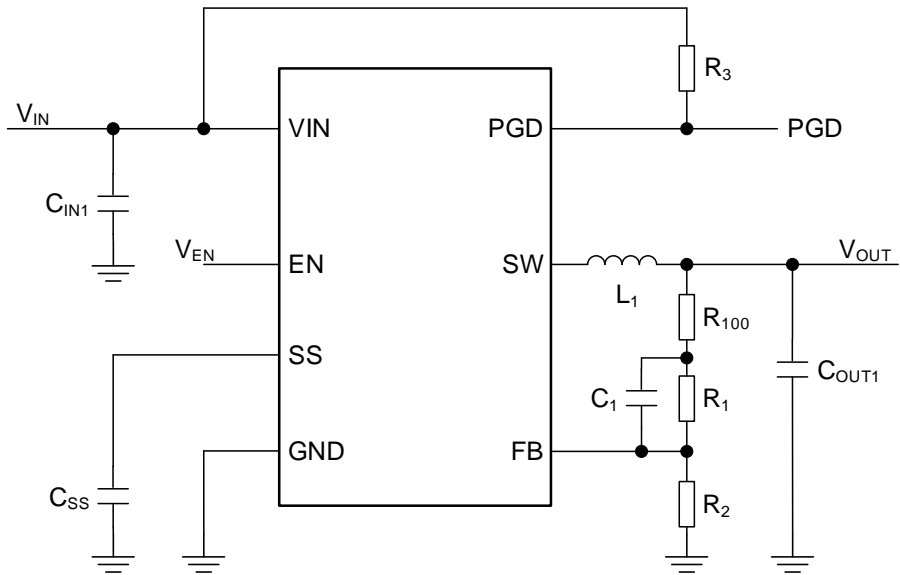 R3
VIN
VIN
PGD
PGD
CIN1
VEN
EN
SW
VOUT
L1
R100
SS
C1
R1
COUT1
GND
FB
CSS
R2